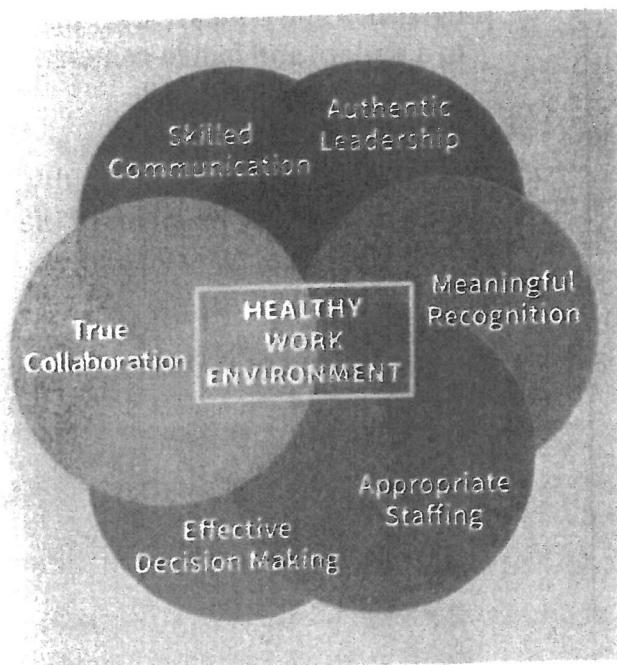 Skilled
Communication
Authentic
Leadership
Meaningful
Recognition
Appropriate
Staffing
Effective
Decision Making
True
Collaboration
HEALTHY
WORK
ENVIRONMENT